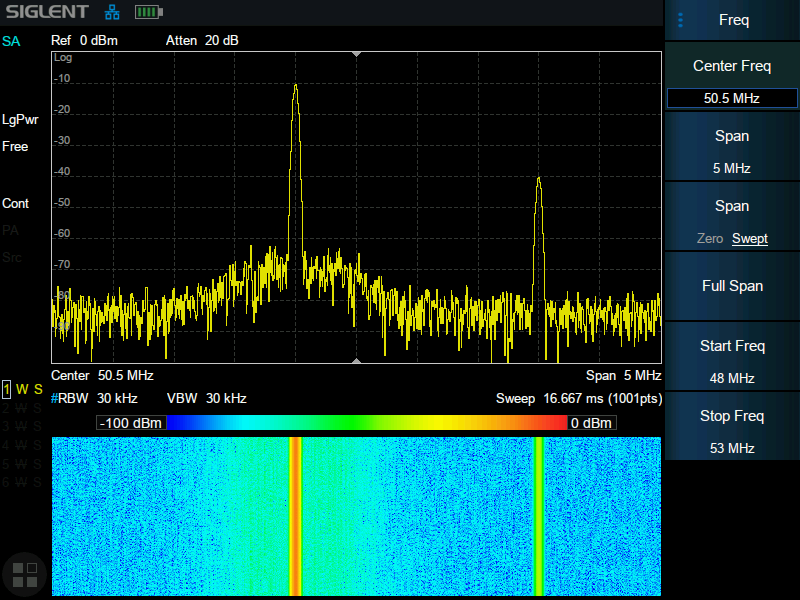 SIGLENT
Freq
SA
Ref 0 dBm Atten 20 dB
Log
-10
-20
-30
-40
-50
-60
-70
-80
-90
LgPwr
Free
Cont
PA
Src
Center Freq
50.5 MHz
Span
5 MHz
Span
Zero Swept
Full Span
Start Freq
48 MHz
Stop Freq
53 MHz
Center 50.5 MHz Span 5 MHz
#RBW 30 kHz VBW 30 kHz Sweep 16.667 ms (1001pts)
1 W S
2 W S
3 W S
4 W S
5 W S
6 W S
-100 dBm 0 dBm